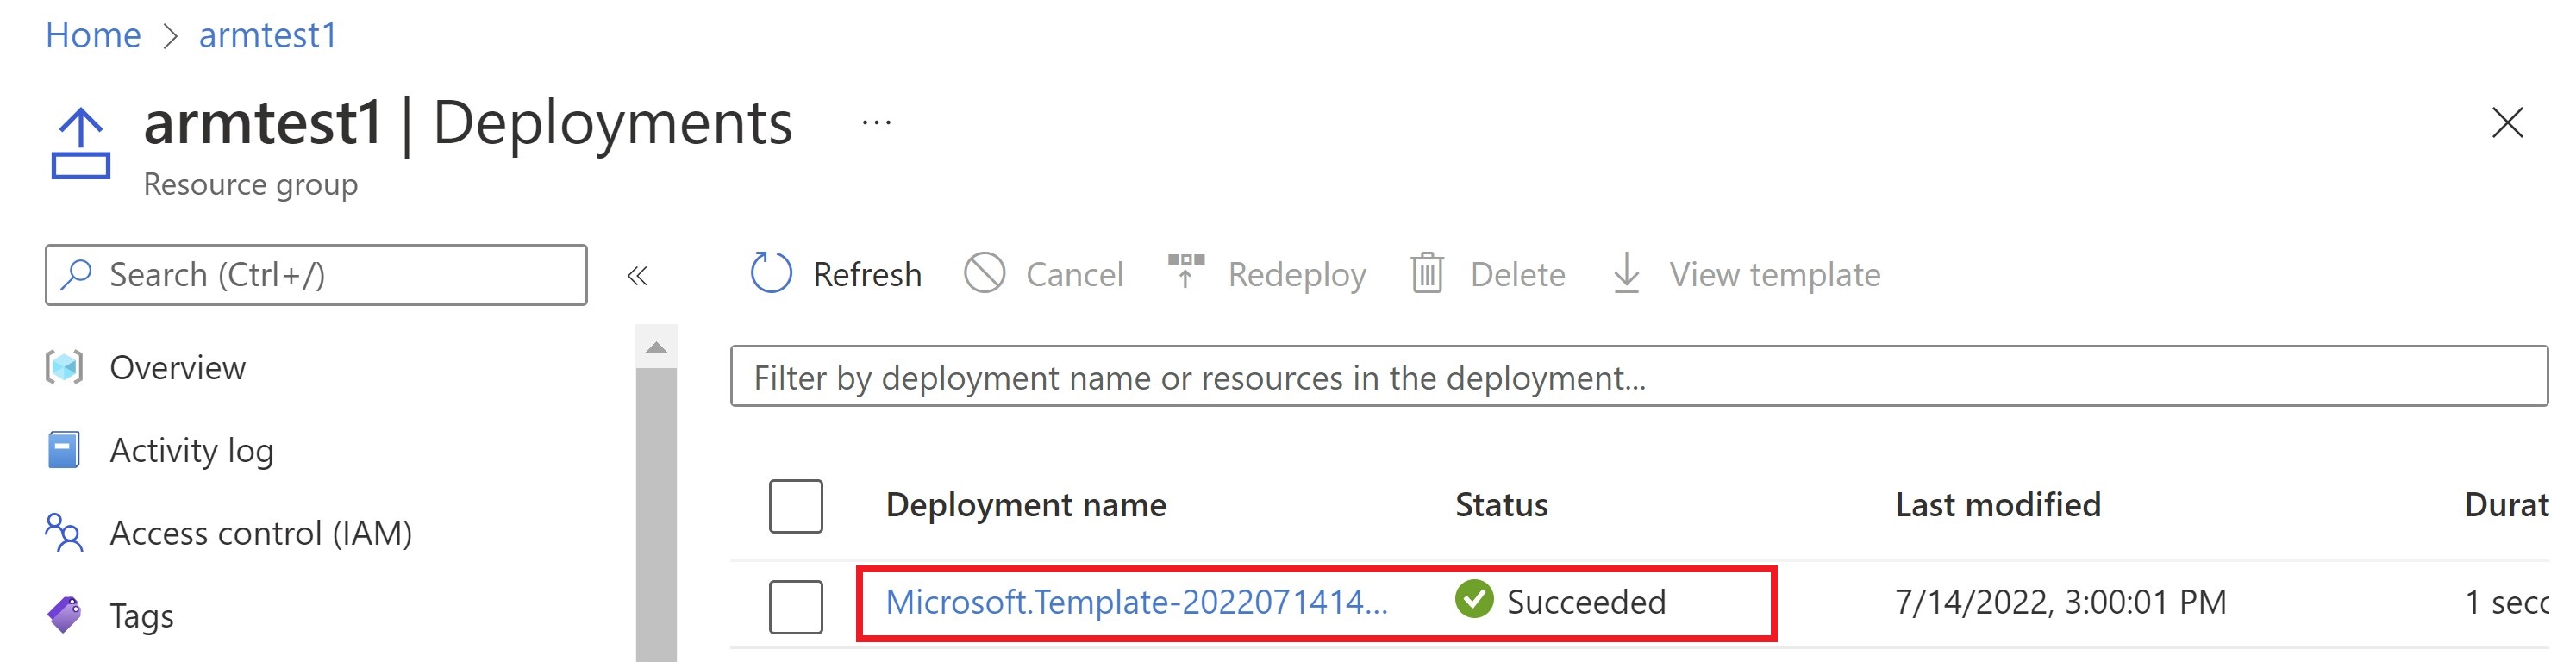 Home > armtest1
armtest1 | Deployments ...
Resource group
Search (Ctrl+/)
«
Refresh Cancel Redeploy Delete View template
Overview
Activity log
Access control (IAM)
Tags
Filter by deployment name or resources in the deployment...
Deployment name Status Last modified Durat
Microsoft.Template-2022071414... Succeeded 7/14/2022, 3:00:01 PM 1 sec